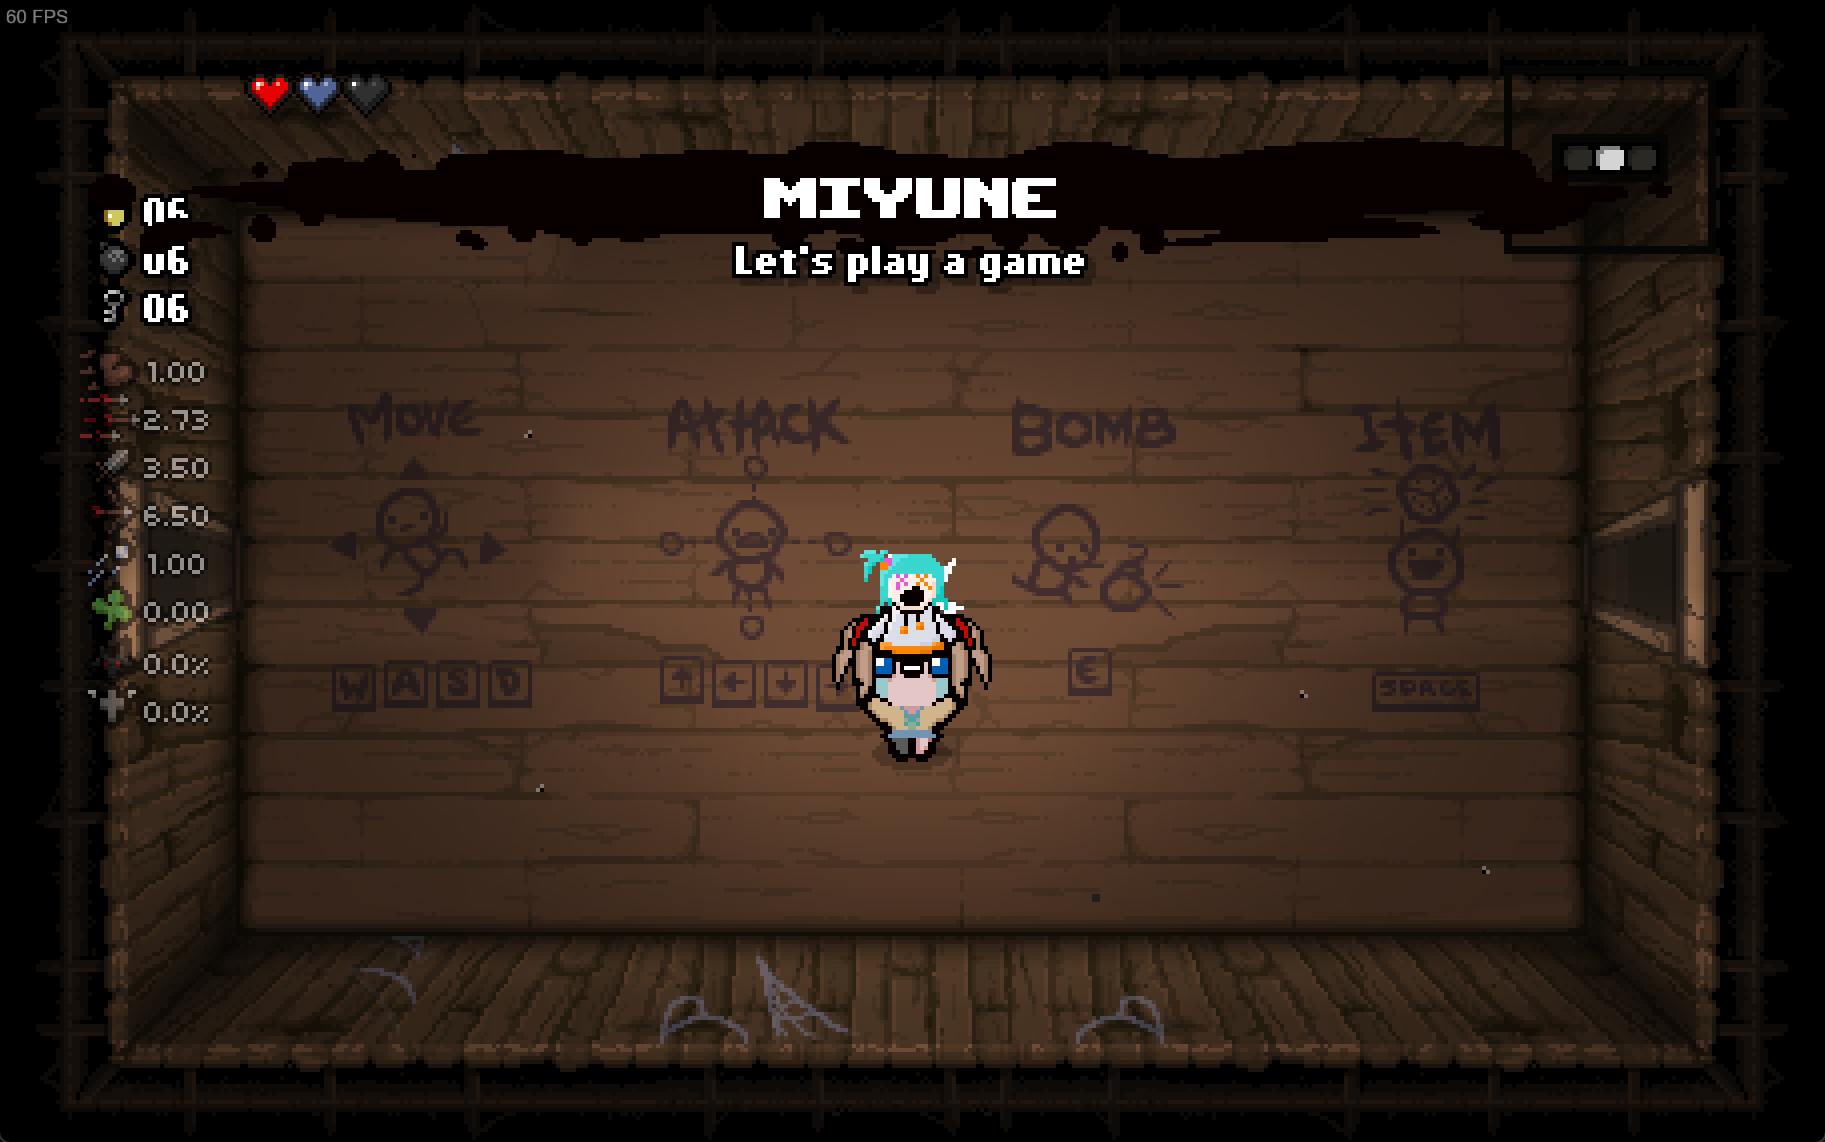 60 FPS
MIYUNE
Let's play a game
06
06
1.00
2.73
3.50
6.50
1.00
0.00
0.0%
0.0%
MOVE
ATTACK
BOMB
ITEM
W A S D
E
SPACE